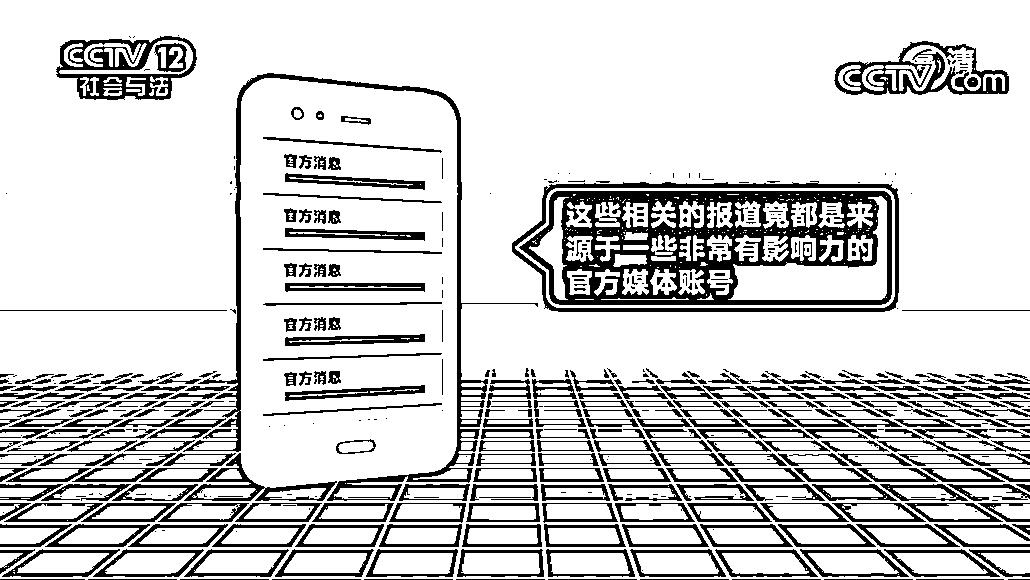 CCTV 12
社会与法
高清
CCTV.com
官方消息
官方消息
官方消息
官方消息
官方消息
这些相关的报道竟都是来
源于一些非常有影响力的
官方媒体账号